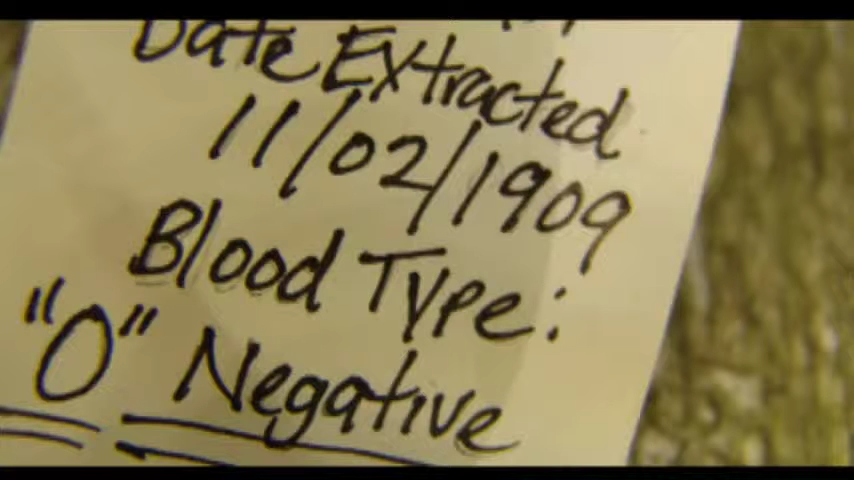 Date Extracted
11/02/1909
Blood Type:
"O" Negative